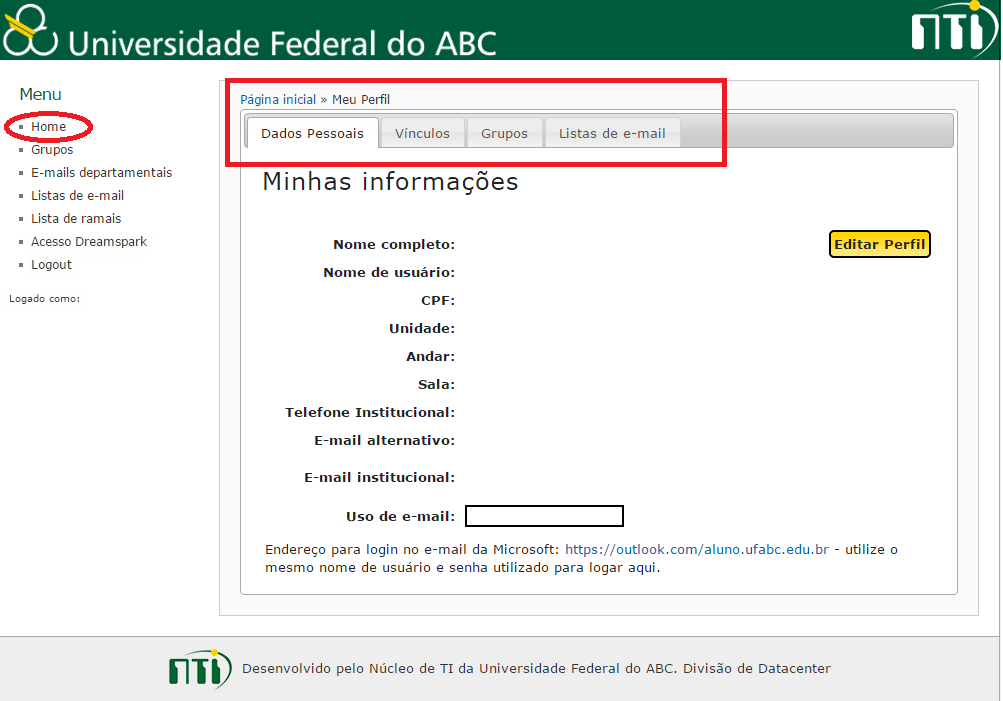 Universidade Federal do ABC
NTI
Menu
Home
Grupos
E-mails departamentais
Listas de e-mail
Lista de ramais
Acesso Dreamspark
Logout
Logado como:
Página inicial » Meu Perfil
Dados Pessoais Vínculos Grupos Listas de e-mail
Minhas informações
Nome completo:
Editar Perfil
Nome de usuário:
CPF:
Unidade:
Andar:
Sala:
Telefone Institucional:
E-mail alternativo:
E-mail institucional:
Uso de e-mail:
Endereço para login no e-mail da Microsoft: https://outlook.com/aluno.ufabc.edu.br - utilize o
mesmo nome de usuário e senha utilizado para logar aqui.
NTI
Desenvolvido pelo Núcleo de TI da Universidade Federal do ABC. Divisão de Datacenter